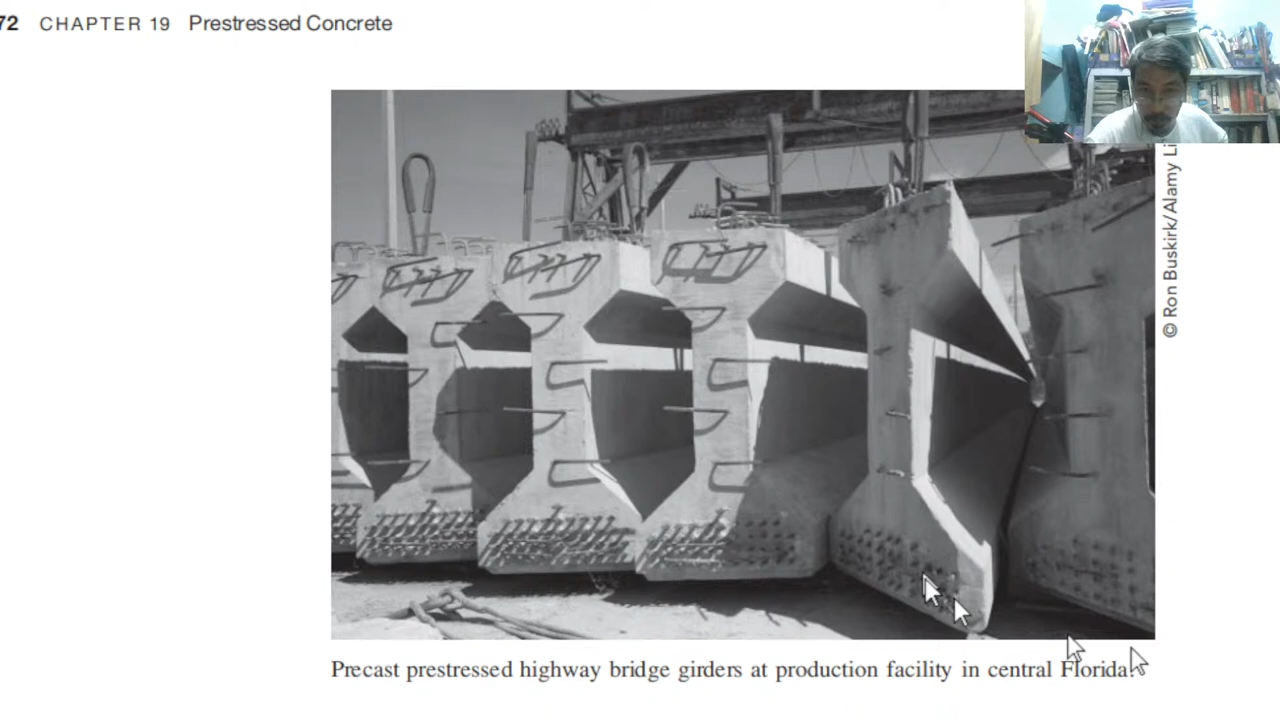 72 CHAPTER 19 Prestressed Concrete
© Ron Buskirk/Alamy
Precast prestressed highway bridge girders at production facility in central Florida.